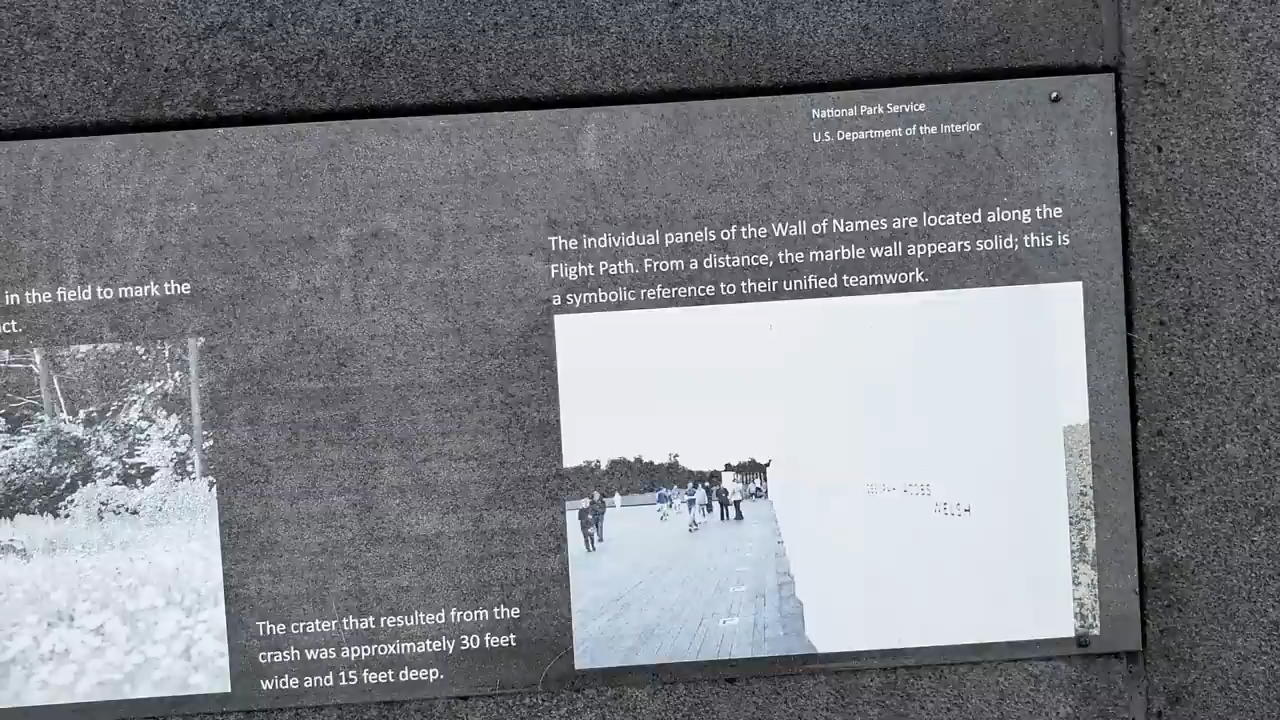 National Park Service
U.S. Department of the Interior
The individual panels of the Wall of Names are located along the
Flight Path. From a distance, the marble wall appears solid; this is
a symbolic reference to their unified teamwork.
in the field to mark the
WELSH
The crater that resulted from the
crash was approximately 30 feet
wide and 15 feet deep.